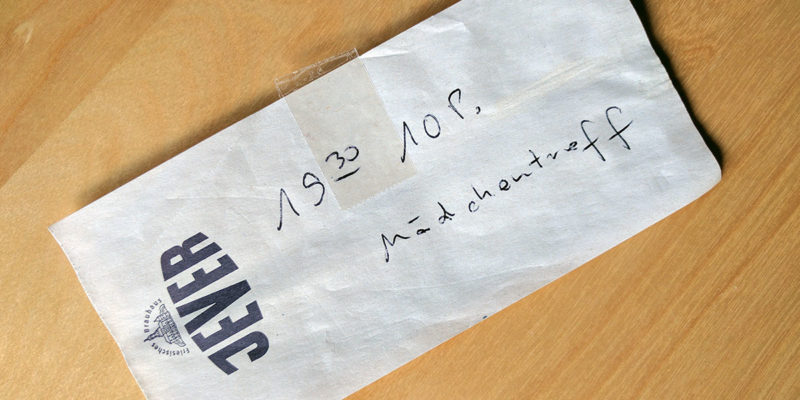 19 30 10 P.
Mädchentreff
JEVER
Friesisches Brauhaus